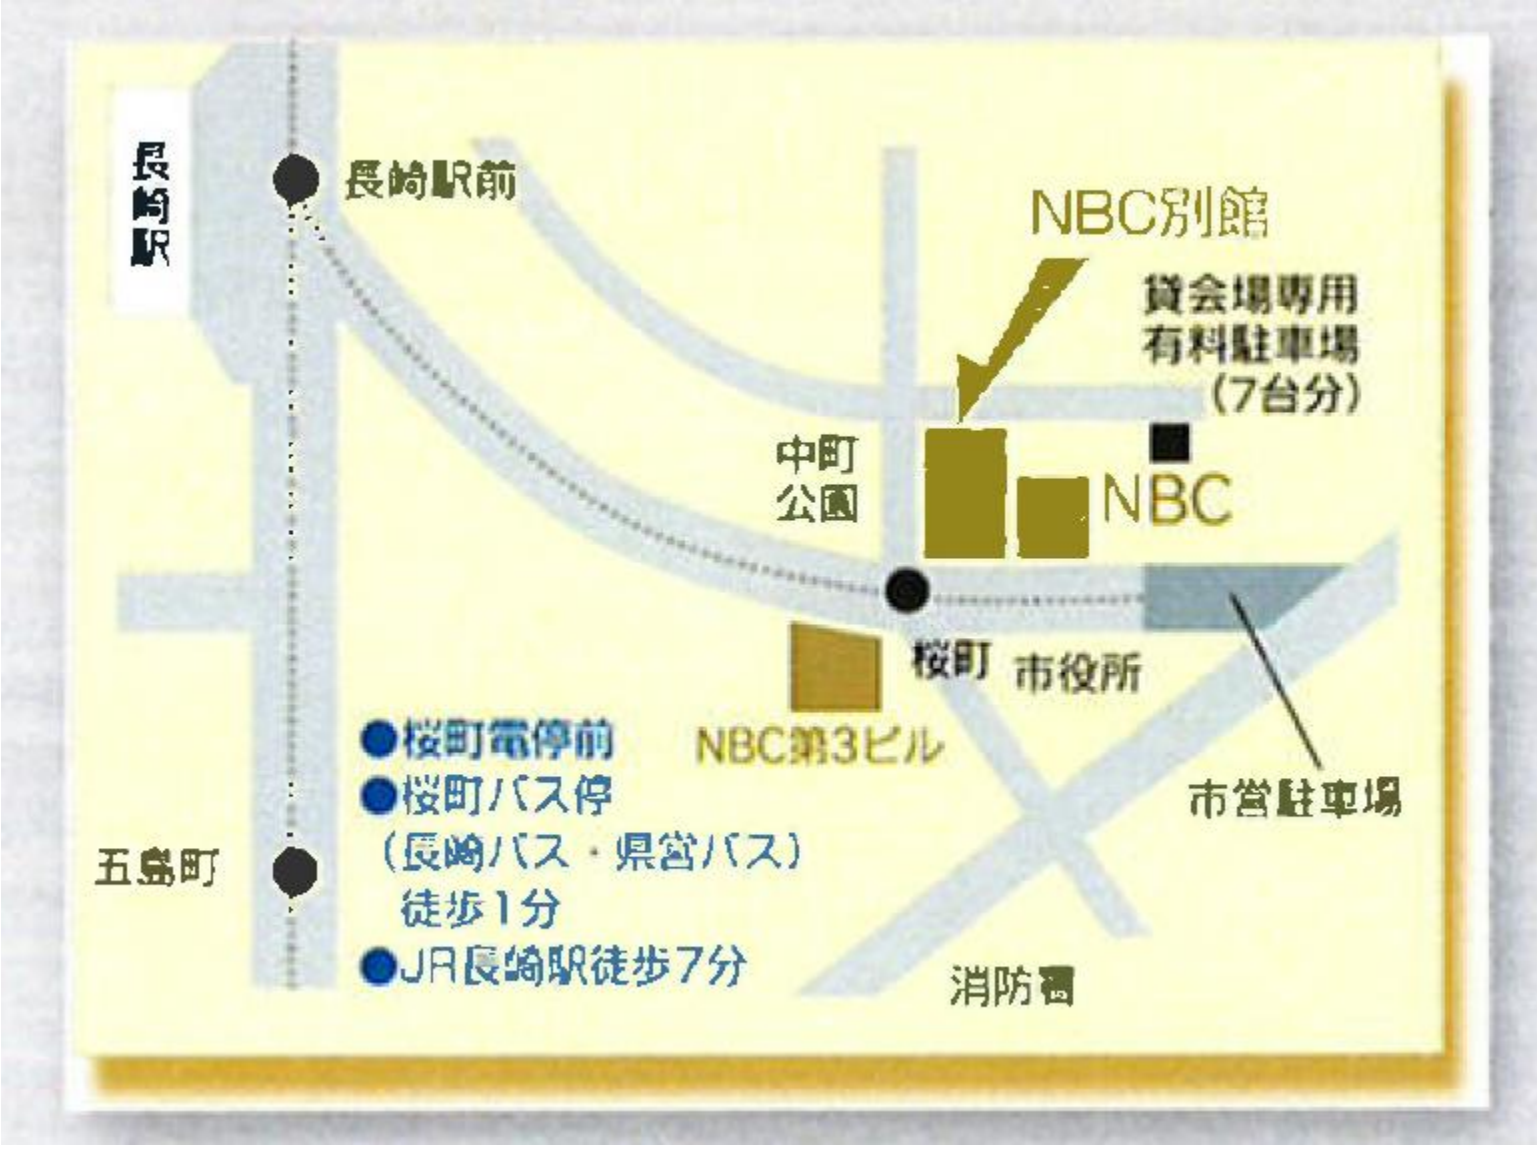 長崎駅
長崎駅前
NBC別館
貸会場専用
有料駐車場
(7台分)
中町
公園
NBC
桜町
市役所
NBC第3ビル
市営駐車場
●桜町電停前
●桜町バス停
(長崎バス・県営バス)
徒歩1分
●JR長崎駅徒歩7分
五島町
消防署